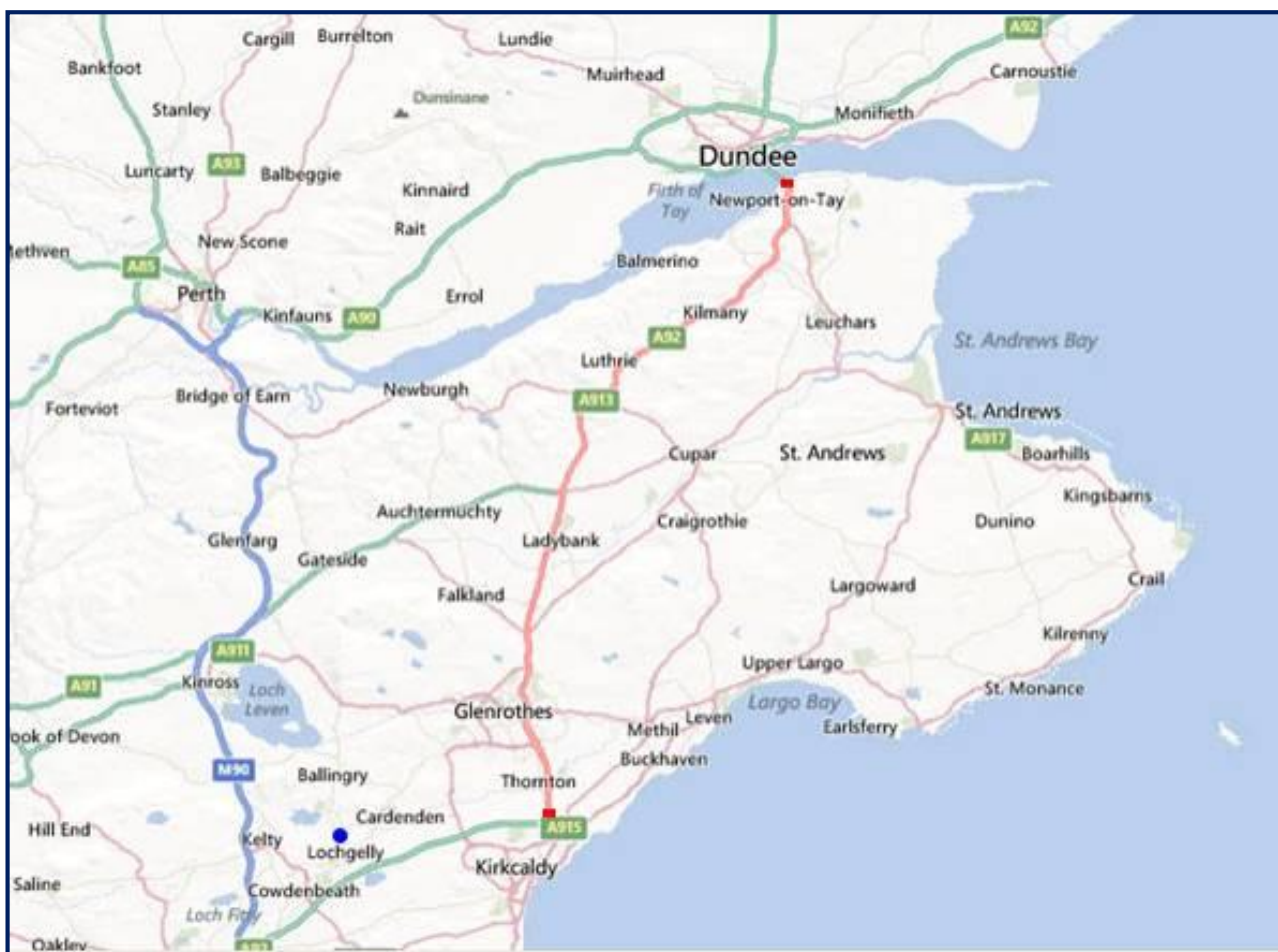 Cargill
Burrelton
Lundie
A92
Bankfoot
Muirhead
Carnoustie
Dunsinane
Stanley
Monifieth
Luncarty
A93
Balbeggie
Dundee
Kinnaird
Firth of
Tay
Newport-on-Tay
Rait
New Scone
lethven
Balmerino
A85
Perth
Errol
Kinfauns
A90
Kilmany
Leuchars
A92
St. Andrews Bay
Luthrie
Bridge of Earn
Newburgh
A913
Forteviot
St. Andrews
A917
Cupar
St. Andrews
Boarhills
Kingsbarns
Auchtermuchty
Craigrothie
Dunino
Glenfarg
Ladybank
Gateside
Crail
Falkland
Largoward
Kilrenny
A911
Upper Largo
Kinross
A91
Loch
Leven
St. Monance
Largo Bay
Glenrothes
Leven
Methil
Earlsferry
ook of Devon
Buckhaven
M90
Ballingry
Thornton
Cardenden
A915
Hill End
Kelty
Lochgelly
Kirkcaldy
Saline
Cowdenbeath
Loch Fitty
Oakley